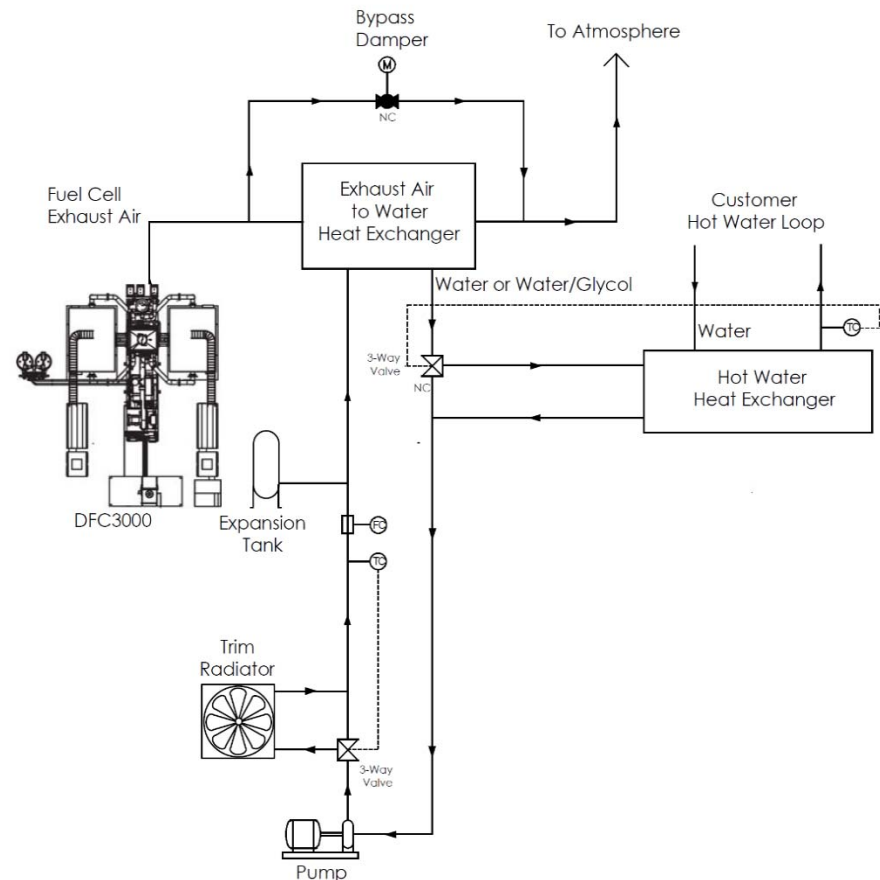 Bypass
Damper
To Atmosphere
M
NC
Fuel Cell
Exhaust Air
Exhaust Air
to Water
Heat Exchanger
Customer
Hot Water Loop
Water or Water/Glycol
Water
TC
3-Way
Valve
NC
Hot Water
Heat Exchanger
DFC3000
Expansion
Tank
FC
TC
Trim
Radiator
3-Way
Valve
Pump